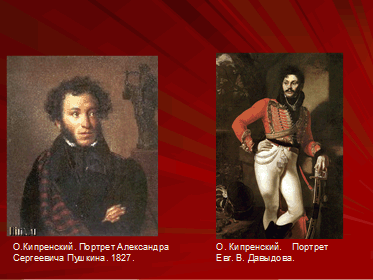 О.Кипренский. Портрет Александра
Сергеевича Пушкина. 1827.
О. Кипренский. Портрет
Евг. В. Давыдова.